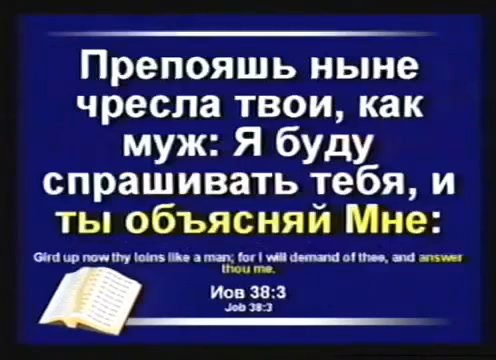 Препояшь ныне
чресла твои, как
муж: Я буду
спрашивать тебя, и
ты объясняй Мне:
Gird up now thy loins like a man; for I will demand of thee, and answer
thou me.
Иов 38:3
Job 38:3